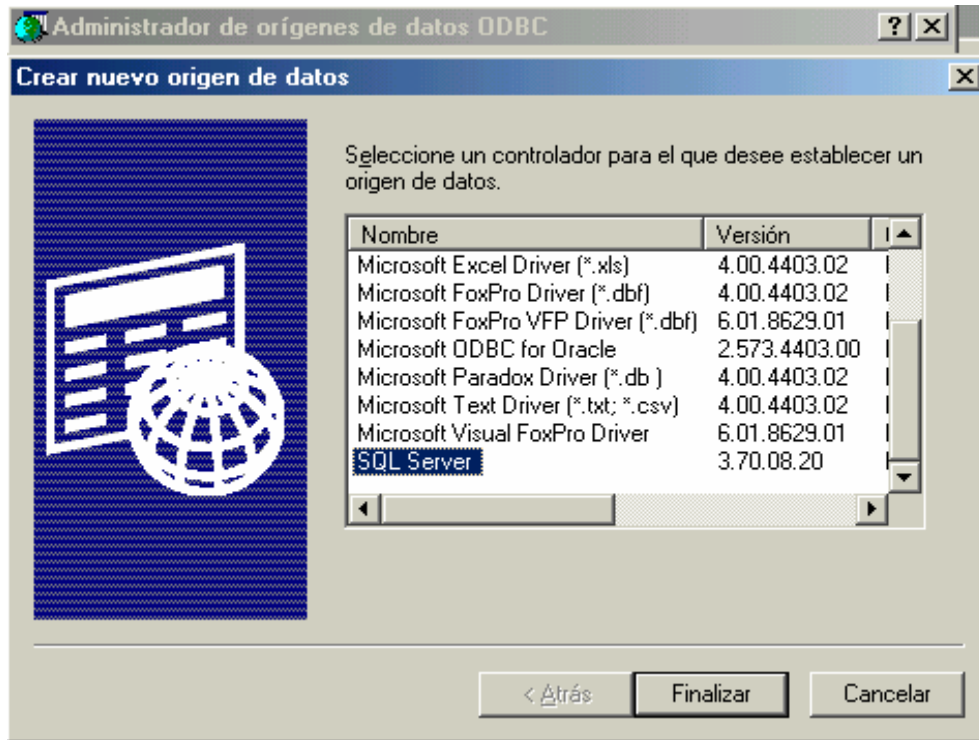 Administrador de orígenes de datos ODBC
Crear nuevo origen de datos
Seleccione un controlador para el que desee establecer un
origen de datos.
Nombre Versión
Microsoft Excel Driver (*.xls) 4.00.4403.02
Microsoft FoxPro Driver (*.dbf) 4.00.4403.02
Microsoft FoxPro VFP Driver (*.dbf) 6.01.8629.01
Microsoft ODBC for Oracle 2.573.4403.00
Microsoft Paradox Driver (*.db ) 4.00.4403.02
Microsoft Text Driver (*.txt; *.csv) 4.00.4403.02
Microsoft Visual FoxPro Driver 6.01.8629.01
SQL Server 3.70.08.20
< Atrás Finalizar Cancelar